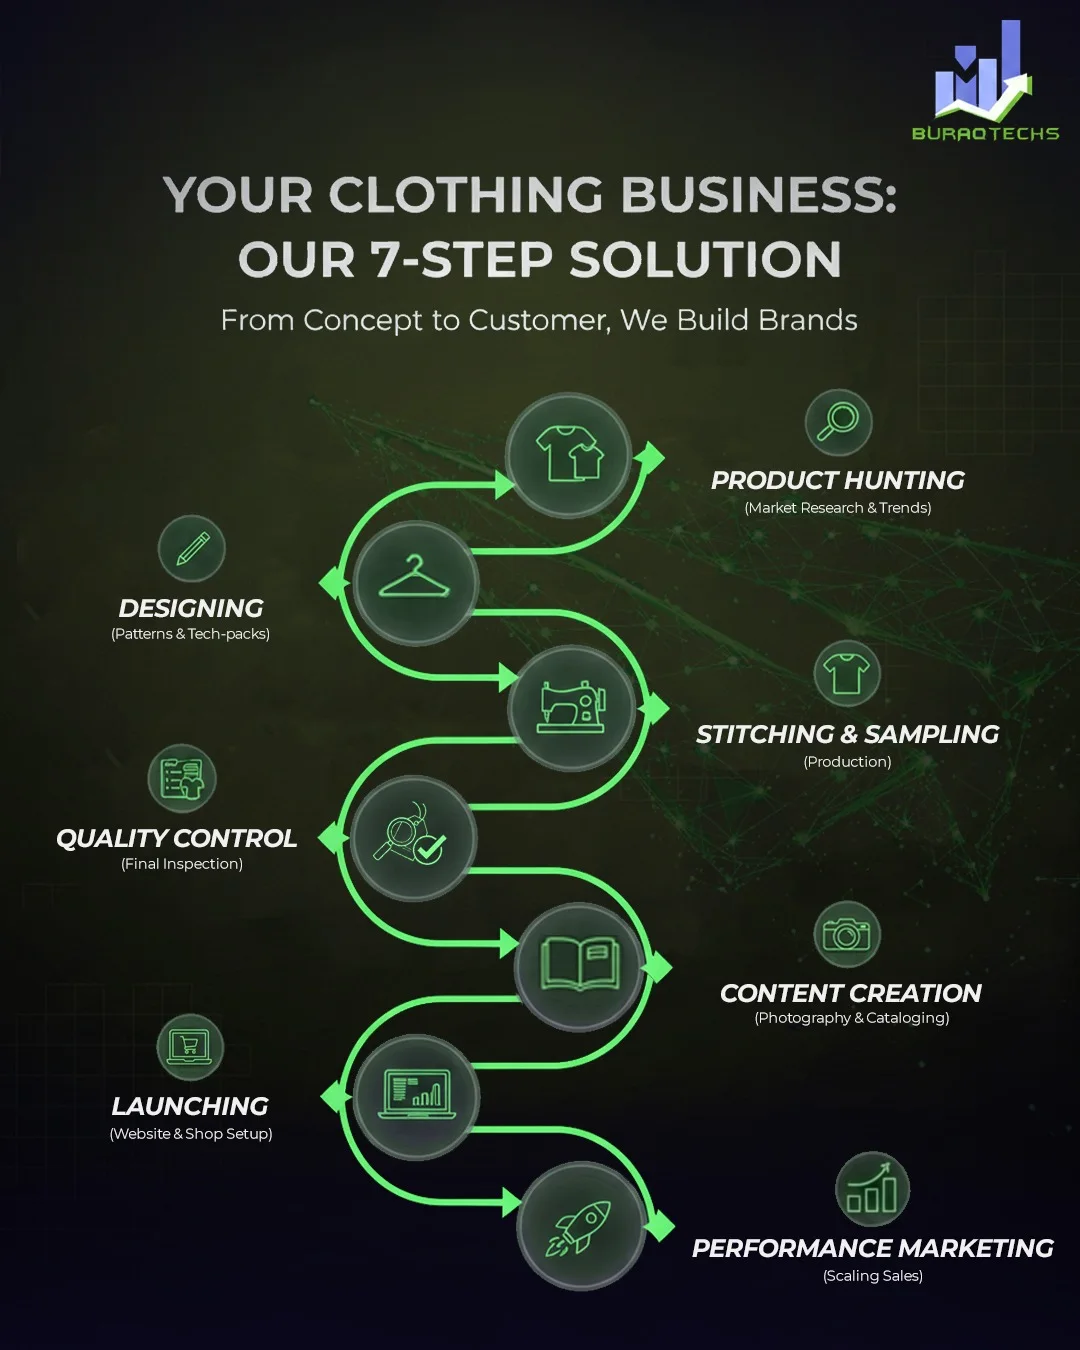 BURAQTECHS
YOUR CLOTHING BUSINESS:
OUR 7-STEP SOLUTION
From Concept to Customer, We Build Brands
PRODUCT HUNTING
(Market Research & Trends)
DESIGNING
(Patterns & Tech-packs)
STITCHING & SAMPLING
(Production)
QUALITY CONTROL
(Final Inspection)
CONTENT CREATION
(Photography & Cataloging)
LAUNCHING
(Website & Shop Setup)
PERFORMANCE MARKETING
(Scaling Sales)